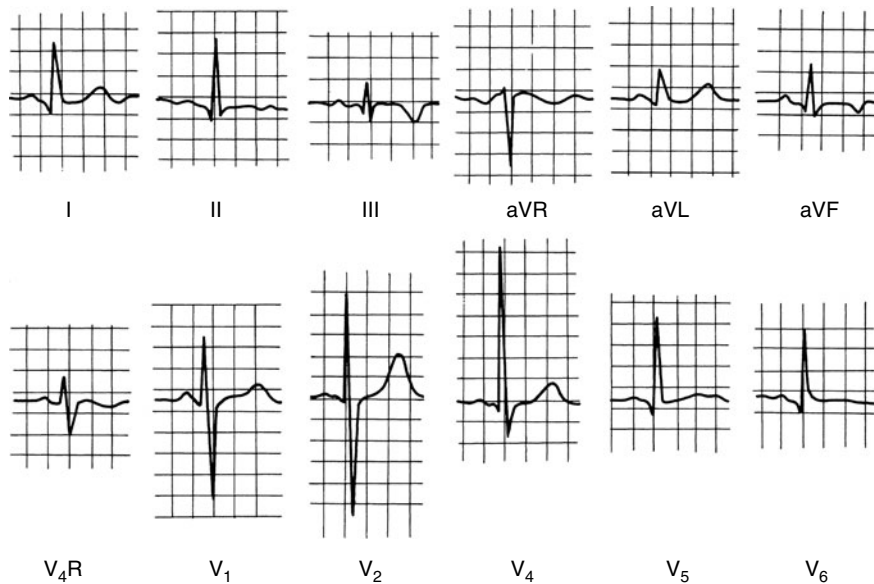 I II III aVR aVL aVF
V₄R V₁ V₂ V₄ V₅ V₆